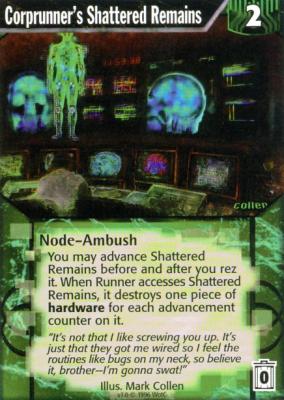 Corprunner's Shattered Remains
2
collen
Node-Ambush
You may advance Shattered
Remains before and after you rez
it. When Runner accesses Shattered
Remains, it destroys one piece of
hardware for each advancement
counter on it.
"It's not that I like screwing you up. It's
just that they got me wired so I feel the
routines like bugs on my neck, so believe
it, brother–I'm gonna swat!"
Illus. Mark Collen
v1.0 © 1996 WotC
0